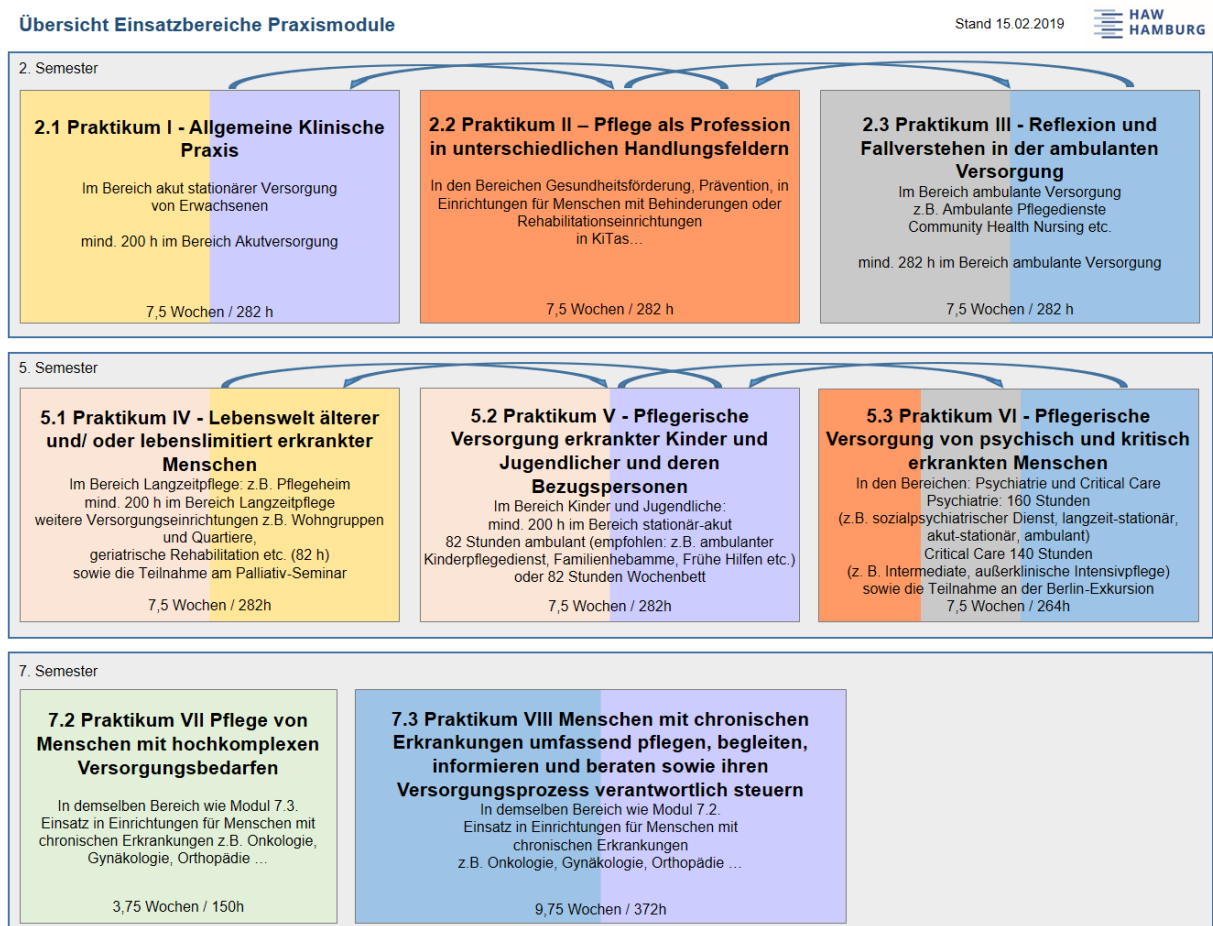 Übersicht Einsatzbereiche Praxismodule
Stand 15.02.2019
HAW
HAMBURG
2. Semester
2.1 Praktikum I - Allgemeine Klinische
Praxis
Im Bereich akut stationärer Versorgung
von Erwachsenen
mind. 200 h im Bereich Akutversorgung
7,5 Wochen / 282 h
2.2 Praktikum II – Pflege als Profession
in unterschiedlichen Handlungsfeldern
In den Bereichen Gesundheitsförderung, Prävention, in
Einrichtungen für Menschen mit Behinderungen oder
Rehabilitationseinrichtungen
in KiTas…
7,5 Wochen / 282 h
2.3 Praktikum III - Reflexion und
Fallverstehen in der ambulanten
Versorgung
Im Bereich ambulante Versorgung
z.B. Ambulante Pflegedienste
Community Health Nursing etc.
mind. 282 h im Bereich ambulante Versorgung
7,5 Wochen / 282 h
5. Semester
5.1 Praktikum IV - Lebenswelt älterer
und/ oder lebenslimitiert erkrankter
Menschen
Im Bereich Langzeitpflege: z.B. Pflegeheim
mind. 200 h im Bereich Langzeitpflege
weitere Versorgungseinrichtungen z.B. Wohngruppen
und Quartiere,
geriatrische Rehabilitation etc. (82 h)
sowie die Teilnahme am Palliativ-Seminar
7,5 Wochen / 282h
5.2 Praktikum V - Pflegerische
Versorgung erkrankter Kinder und
Jugendlicher und deren
Bezugspersonen
Im Bereich Kinder und Jugendliche:
mind. 200 h im Bereich stationär-akut
82 Stunden ambulant (empfohlen: z.B. ambulanter
Kinderpflegedienst, Familienhebamme, Frühe Hilfen etc.)
oder 82 Stunden Wochenbett
7,5 Wochen / 282h
5.3 Praktikum VI - Pflegerische
Versorgung von psychisch und kritisch
erkrankten Menschen
In den Bereichen: Psychiatrie und Critical Care
Psychiatrie: 160 Stunden
(z.B. sozialpsychiatrischer Dienst, langzeit-stationär,
akut-stationär, ambulant)
Critical Care 140 Stunden
(z. B. Intermediate, außerklinische Intensivpflege)
sowie die Teilnahme an der Berlin-Exkursion
7,5 Wochen / 264h
7. Semester
7.2 Praktikum VII Pflege von
Menschen mit hochkomplexen
Versorgungsbedarfen
In demselben Bereich wie Modul 7.3.
Einsatz in Einrichtungen für Menschen mit
chronischen Erkrankungen z.B. Onkologie,
Gynäkologie, Orthopädie …
3,75 Wochen / 150h
7.3 Praktikum VIII Menschen mit chronischen
Erkrankungen umfassend pflegen, begleiten,
informieren und beraten sowie ihren
Versorgungsprozess verantwortlich steuern
In demselben Bereich wie Modul 7.2.
Einsatz in Einrichtungen für Menschen mit
chronischen Erkrankungen
z.B. Onkologie, Gynäkologie, Orthopädie …
9,75 Wochen / 372h